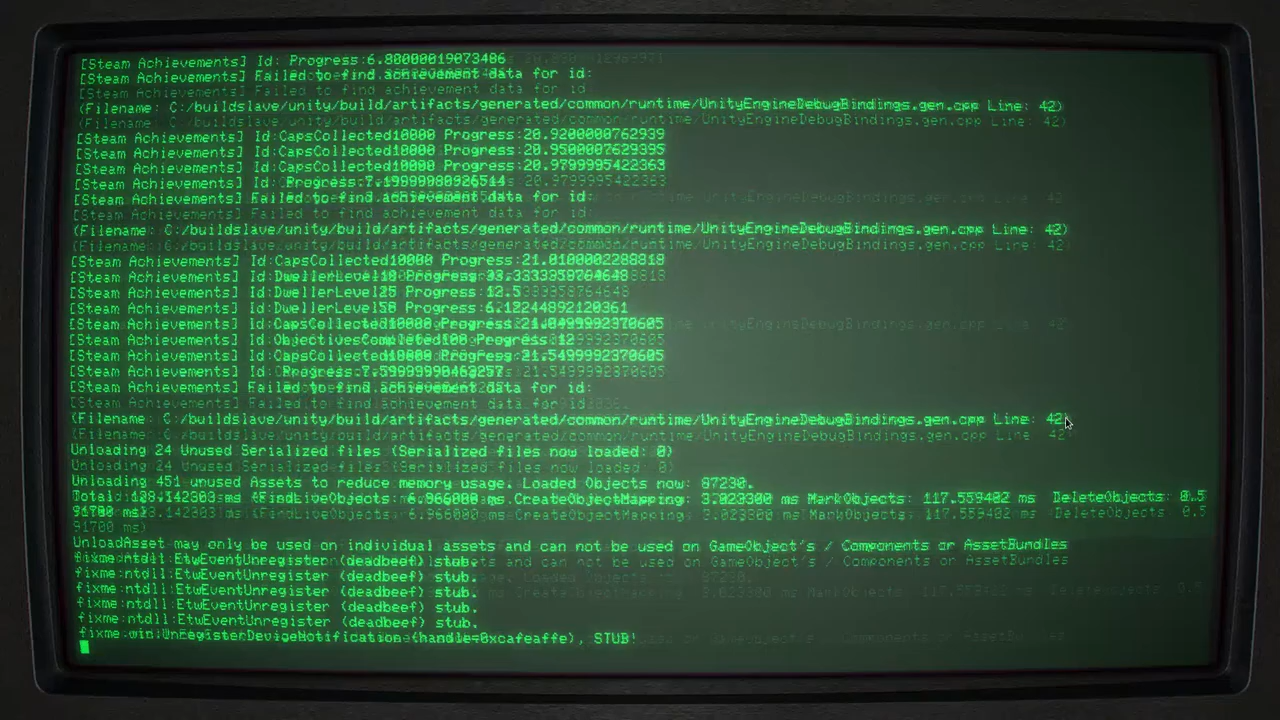 [Steam Achievements] Id: Progress:6.80000019073486
[Steam Achievements] Failed to find achievement data for id:
(Filename: C:/buildslave/unity/build/artifacts/generated/common/runtime/UnityEngineDebugBindings.gen.cpp Line: 42)
[Steam Achievements] Id:CapsCollected10000 Progress:20.9200000762939
[Steam Achievements] Id:CapsCollected10000 Progress:20.9500007629395
[Steam Achievements] Id:CapsCollected10000 Progress:20.9799995422363
[Steam Achievements] Id: Progress:7.19999980926514
[Steam Achievements] Failed to find achievement data for id:
(Filename: C:/buildslave/unity/build/artifacts/generated/common/runtime/UnityEngineDebugBindings.gen.cpp Line: 42)
[Steam Achievements] Id:CapsCollected10000 Progress:21.0100002288818
[Steam Achievements] Id:DwellerLevel10 Progress:33.3333358764648
[Steam Achievements] Id:DwellerLevel25 Progress:12.5
[Steam Achievements] Id:DwellerLevel50 Progress:6.12244892120361
[Steam Achievements] Id:CapsCollected10000 Progress:21.0499992370605
[Steam Achievements] Id:ObjectivesCompleted100 Progress:12
[Steam Achievements] Id:CapsCollected10000 Progress:21.5499992370605
[Steam Achievements] Id: Progress:7.59999990463257
[Steam Achievements] Failed to find achievement data for id:
(Filename: C:/buildslave/unity/build/artifacts/generated/common/runtime/UnityEngineDebugBindings.gen.cpp Line: 42)
Unloading 24 Unused Serialized files (Serialized files now loaded: 0)
Unloading 451 unused Assets to reduce memory usage. Loaded Objects now: 87230.
Total: 128.142303 ms (FindLiveObjects: 6.966000 ms CreateObjectMapping: 3.023300 ms MarkObjects: 117.559402 ms  DeleteObjects: 0.5
91700 ms)
UnloadAsset may only be used on individual assets and can not be used on GameObject's / Components or AssetBundles
fixme:ntdll:EtwEventUnregister (deadbeef) stub.
fixme:ntdll:EtwEventUnregister (deadbeef) stub.
fixme:ntdll:EtwEventUnregister (deadbeef) stub.
fixme:ntdll:EtwEventUnregister (deadbeef) stub.
fixme:ntdll:EtwEventUnregister (deadbeef) stub.
fixme:win:UnregisterDeviceNotification (handle=0xcafeaffe), STUB!